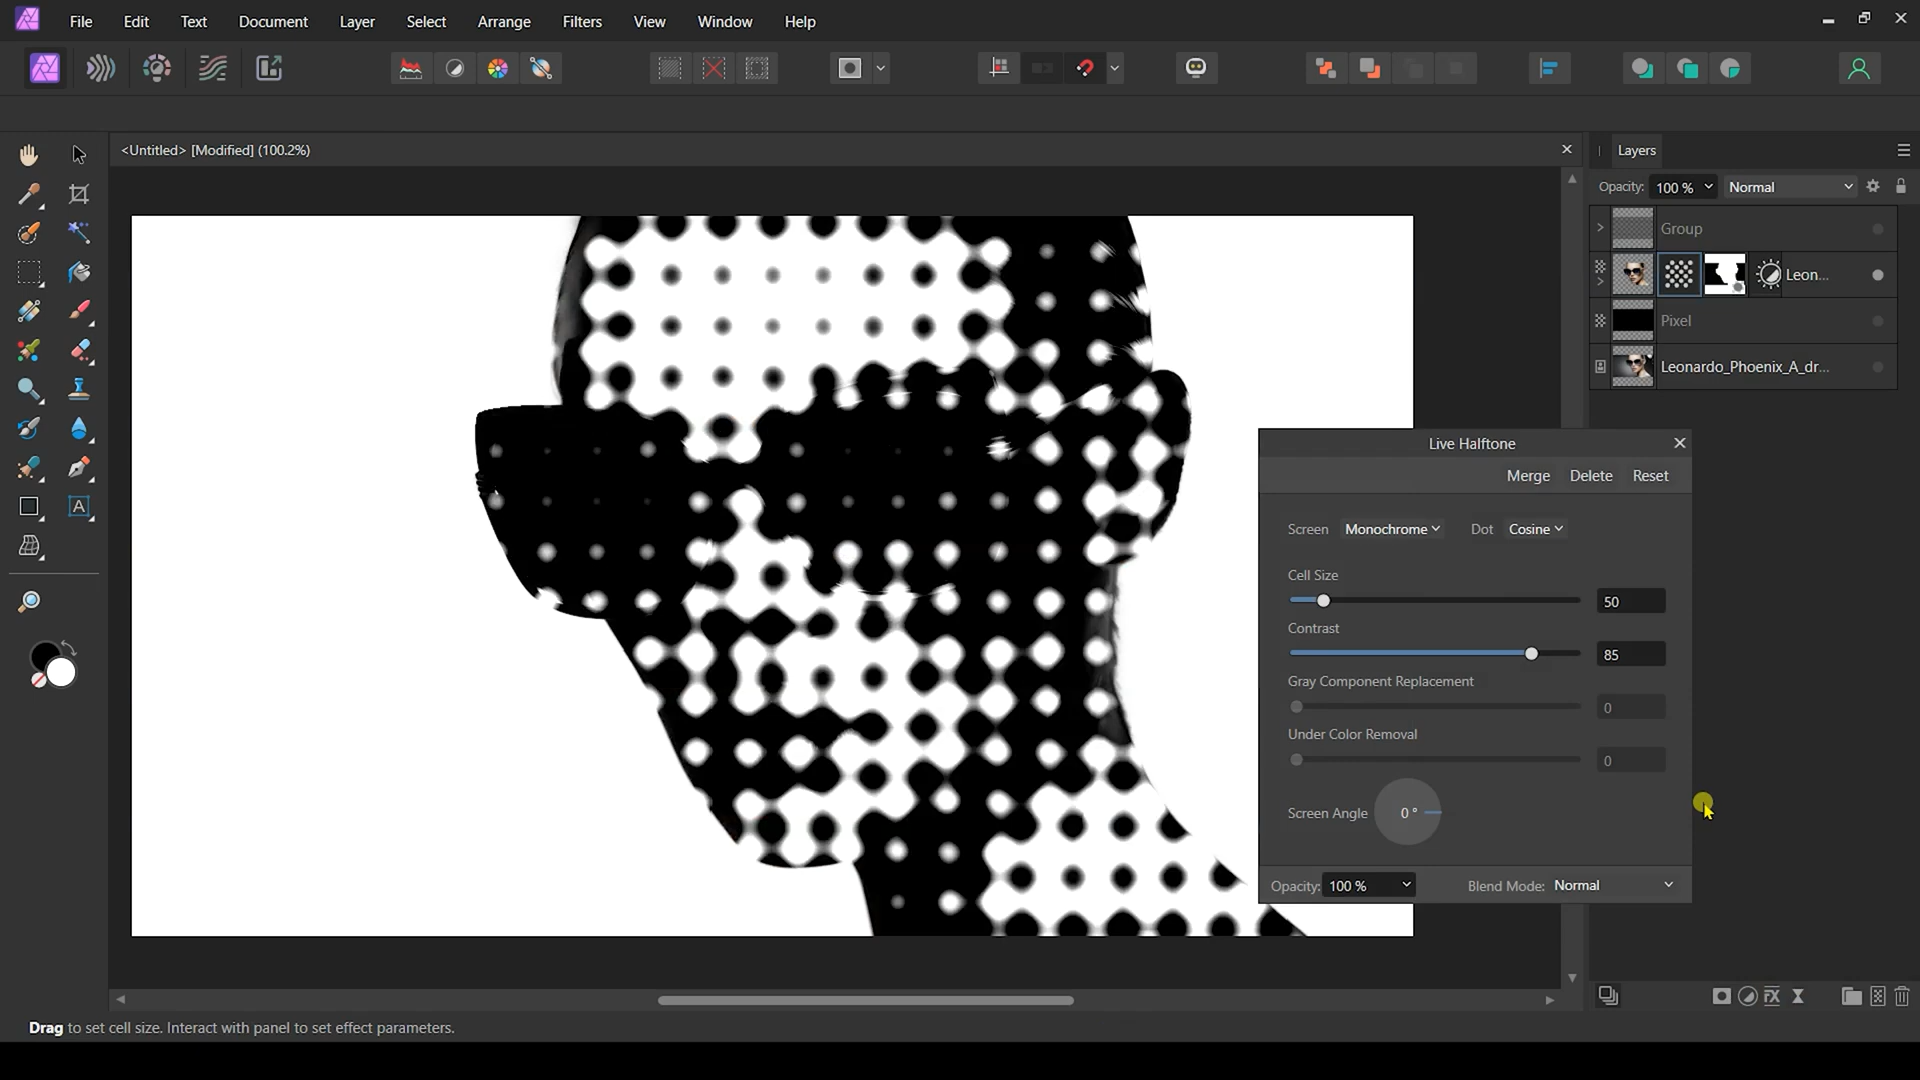 File Edit Text Document Layer Select Arrange Filters View Window Help
<Untitled> [Modified] (100.2%)
Layers
Opacity: 100 % Normal
Group
Leon...
Pixel
Leonardo_Phoenix_A_dr...
Live Halftone
Merge Delete Reset
Screen Monochrome Dot Cosine
Cell Size
50
Contrast
85
Gray Component Replacement
0
Under Color Removal
0
Screen Angle 0 °
Opacity: 100 % Blend Mode: Normal
Drag to set cell size. Interact with panel to set effect parameters.